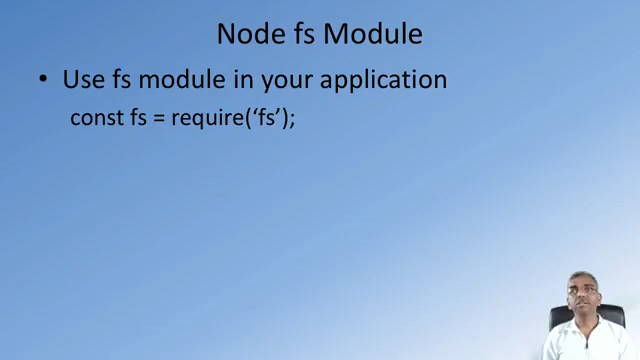 Node fs Module
• Use fs module in your application
const fs = require(‘fs’);